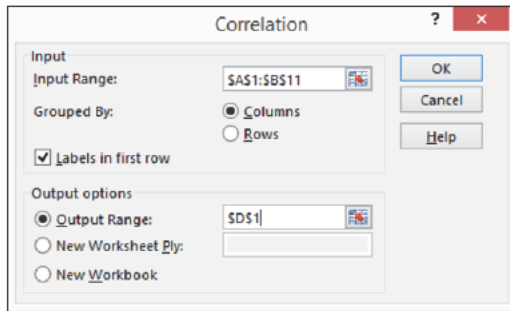 Correlation ? ×
Input
Input Range: $A$1:$B$11
Grouped By: Columns
Rows
Labels in first row
OK
Cancel
Help
Output options
Output Range: $D$1
New Worksheet Ply:
New Workbook